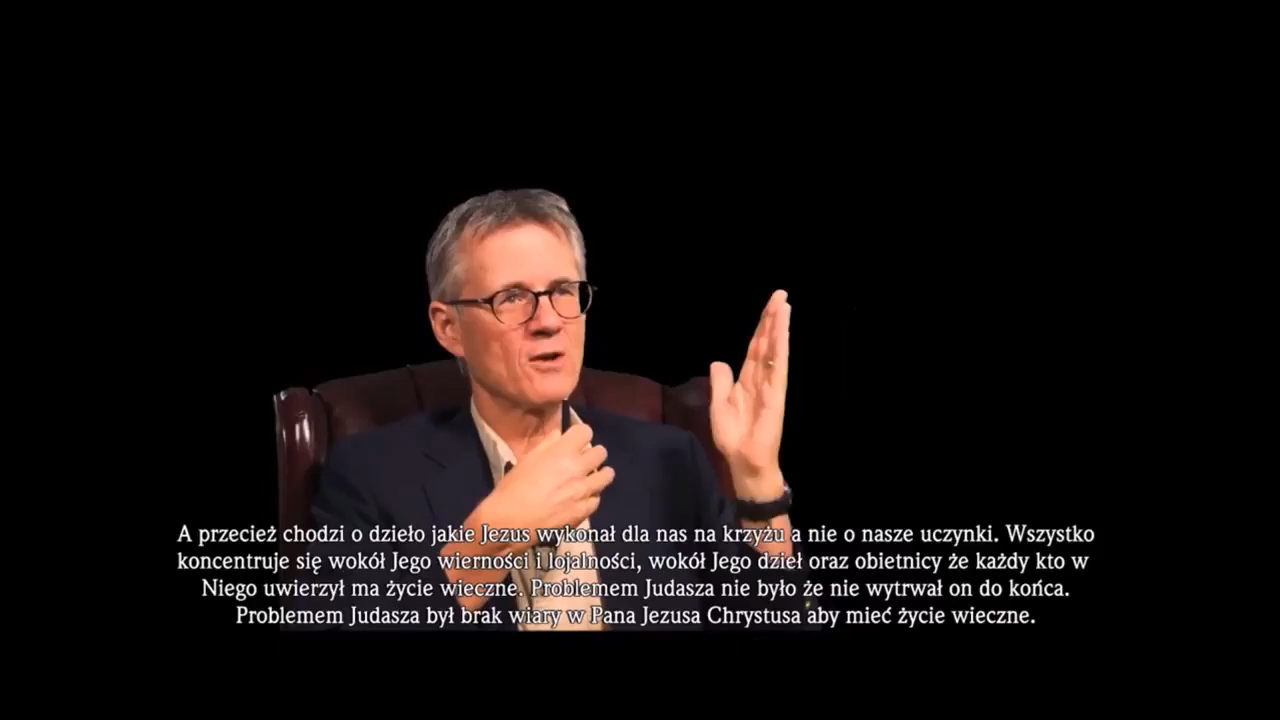 A przecież chodzi o dzieło jakie Jezus wykonał dla nas na krzyżu a nie o nasze uczynki. Wszystko
koncentruje się wokół Jego wierności i lojalności, wokół Jego dzieł oraz obietnicy że każdy kto w
Niego uwierzył ma życie wieczne. Problemem Judasza nie było że nie wytrwał on do końca.
Problemem Judasza był brak wiary w Pana Jezusa Chrystusa aby mieć życie wieczne.